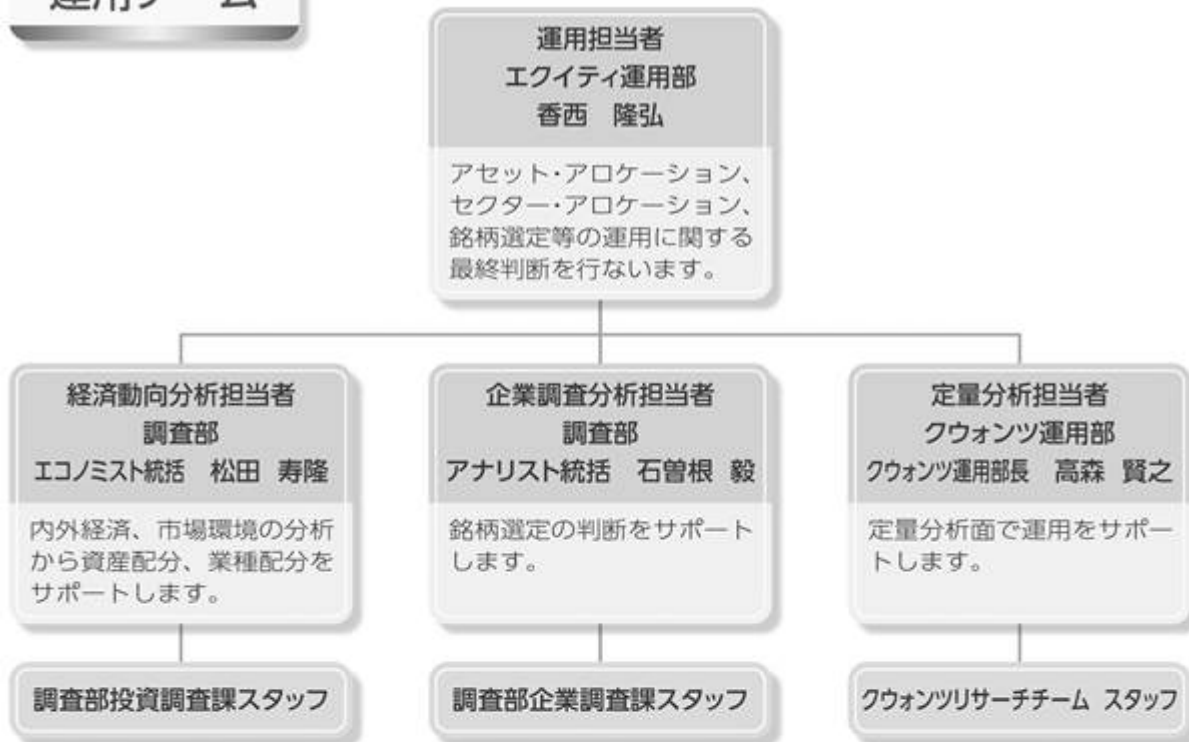 運用チーム
運用担当者
エクイティ運用部
香西 隆弘
アセット・アロケーション、
セクター・アロケーション、
銘柄選定等の運用に関する
最終判断を行ないます。
経済動向分析担当者
調査部
エコノミスト統括 松田 寿隆
内外経済、市場環境の分析
から資産配分、業種配分を
サポートします。
調査部投資調査課スタッフ
企業調査分析担当者
調査部
アナリスト統括 石曽根 毅
銘柄選定の判断をサポート
します。
調査部企業調査課スタッフ
定量分析担当者
クウォンツ運用部
クウォンツ運用部長 高森 賢之
定量分析面で運用をサポー
トします。
クウォンツリサーチチーム スタッフ